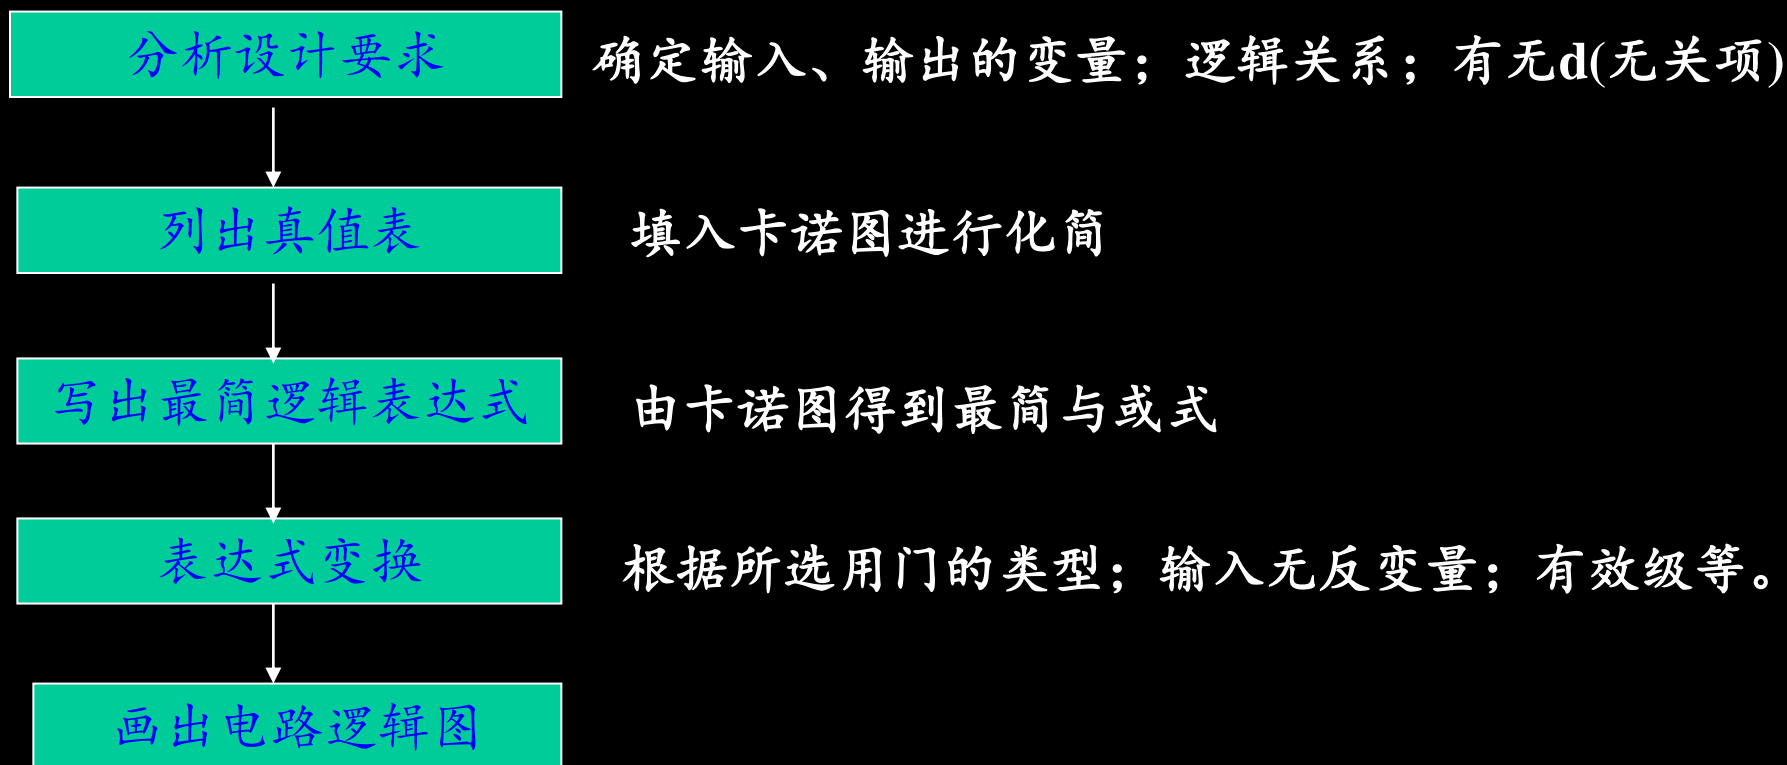 分析设计要求
确定输入、输出的变量；逻辑关系；有无d(无关项)
列出真值表
填入卡诺图进行化简
写出最简逻辑表达式
由卡诺图得到最简与或式
表达式变换
根据所选用门的类型；输入无反变量；有效级等。
画出电路逻辑图